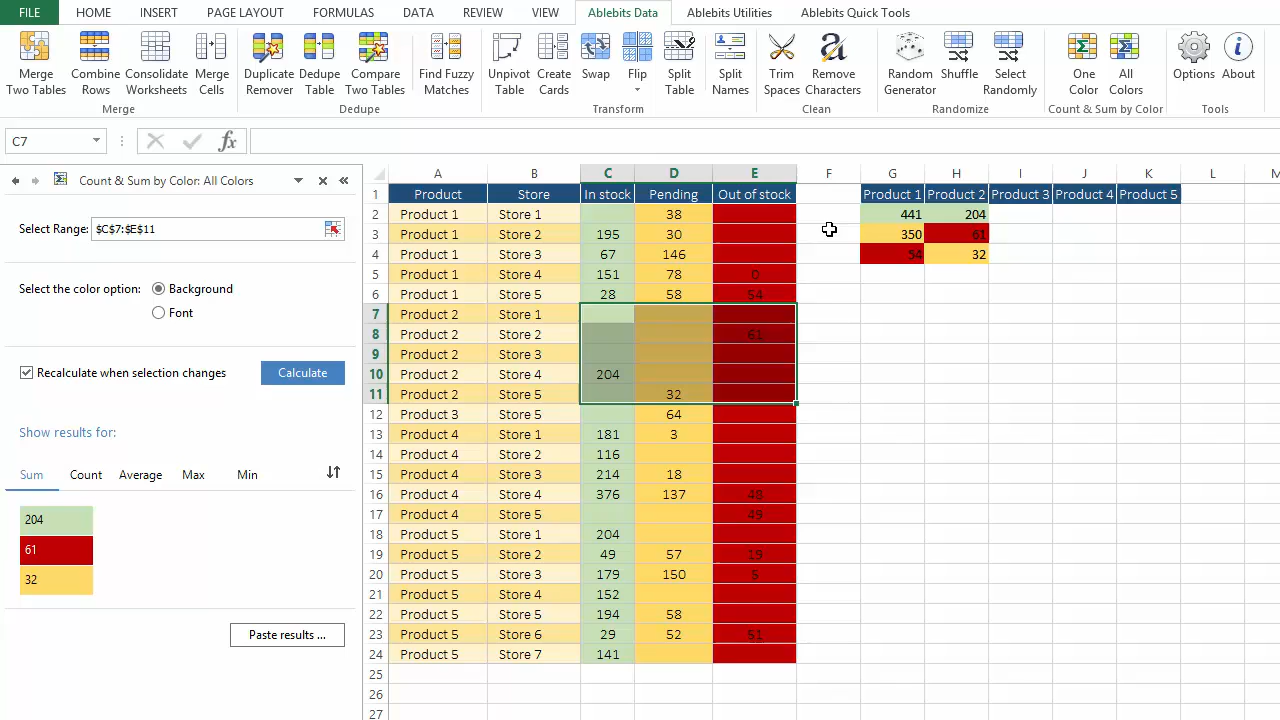 FILE HOME INSERT PAGE LAYOUT FORMULAS DATA REVIEW VIEW Ablebits Data Ablebits Utilities Ablebits Quick Tools
Merge Two Tables Combine Rows Consolidate Worksheets Merge Cells Duplicate Remover Dedupe Table Compare Two Tables Find Fuzzy Matches Unpivot Table Create Cards Swap Flip Split Table Split Names Trim Spaces Remove Characters Random Generator Shuffle Select Randomly One Color All Colors Options About
Merge Dedupe Transform Clean Randomize Count & Sum by Color Tools
C7 fx
Count & Sum by Color: All Colors
Select Range: $C$7:$E$11
Select the color option: Background
Font
Recalculate when selection changes Calculate
Show results for:
Sum Count Average Max Min
204
61
32
Paste results ...
A B C D E F G H I J K L M
1 Product Store In stock Pending Out of stock Product 1 Product 2 Product 3 Product 4 Product 5
2 Product 1 Store 1 38 441 204
3 Product 1 Store 2 195 30 350 61
4 Product 1 Store 3 67 146 54 32
5 Product 1 Store 4 151 78 0
6 Product 1 Store 5 28 58 54
7 Product 2 Store 1
8 Product 2 Store 2 61
9 Product 2 Store 3
10 Product 2 Store 4 204
11 Product 2 Store 5 32
12 Product 3 Store 5 64
13 Product 4 Store 1 181 3
14 Product 4 Store 2 116
15 Product 4 Store 3 214 18
16 Product 4 Store 4 376 137 48
17 Product 4 Store 5 49
18 Product 5 Store 1 204
19 Product 5 Store 2 49 57 19
20 Product 5 Store 3 179 150 5
21 Product 5 Store 4 152
22 Product 5 Store 5 194 58
23 Product 5 Store 6 29 52 51
24 Product 5 Store 7 141
25
26
27